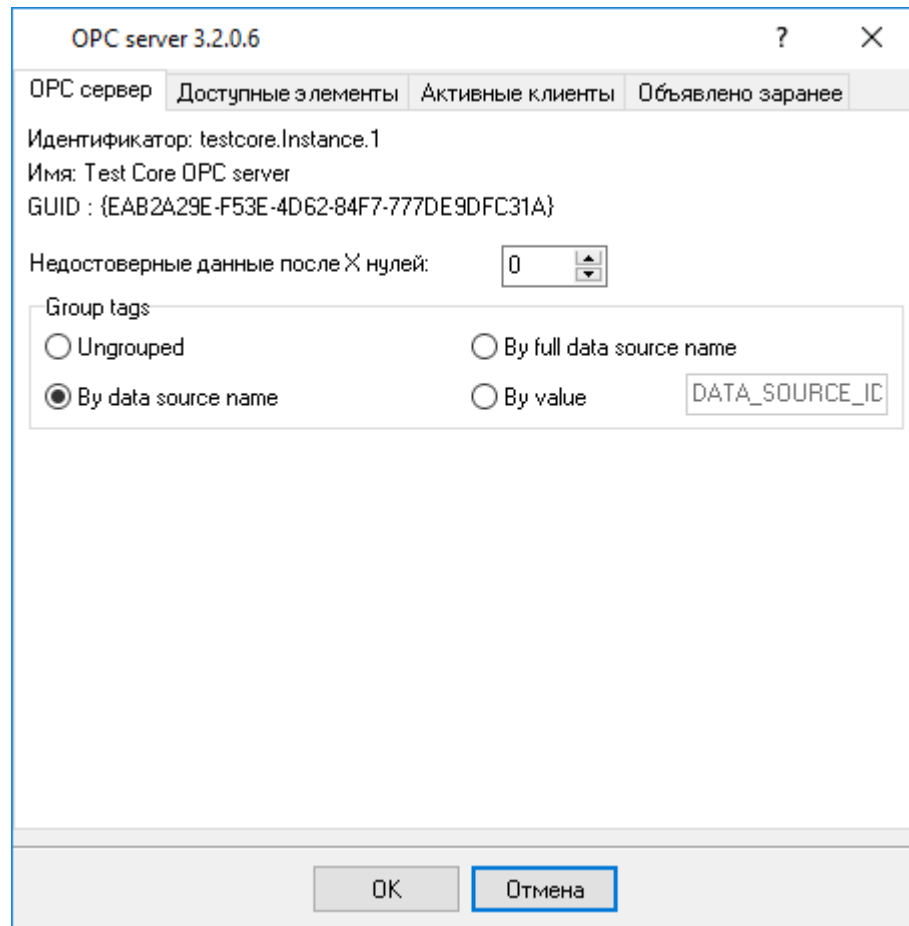 OPC server 3.2.0.6 ?
OPC сервер Доступные элементы Активные клиенты Объявлено заранее
Идентификатор: testcore.Instance.1
Имя: Test Core OPC server
GUID : {EAB2A29E-F53E-4D62-84F7-777DE9DFC31A}
Недостоверные данные после X нулей: 0
Group tags
Ungrouped By full data source name
By data source name By value DATA_SOURCE_ID
OK Отмена